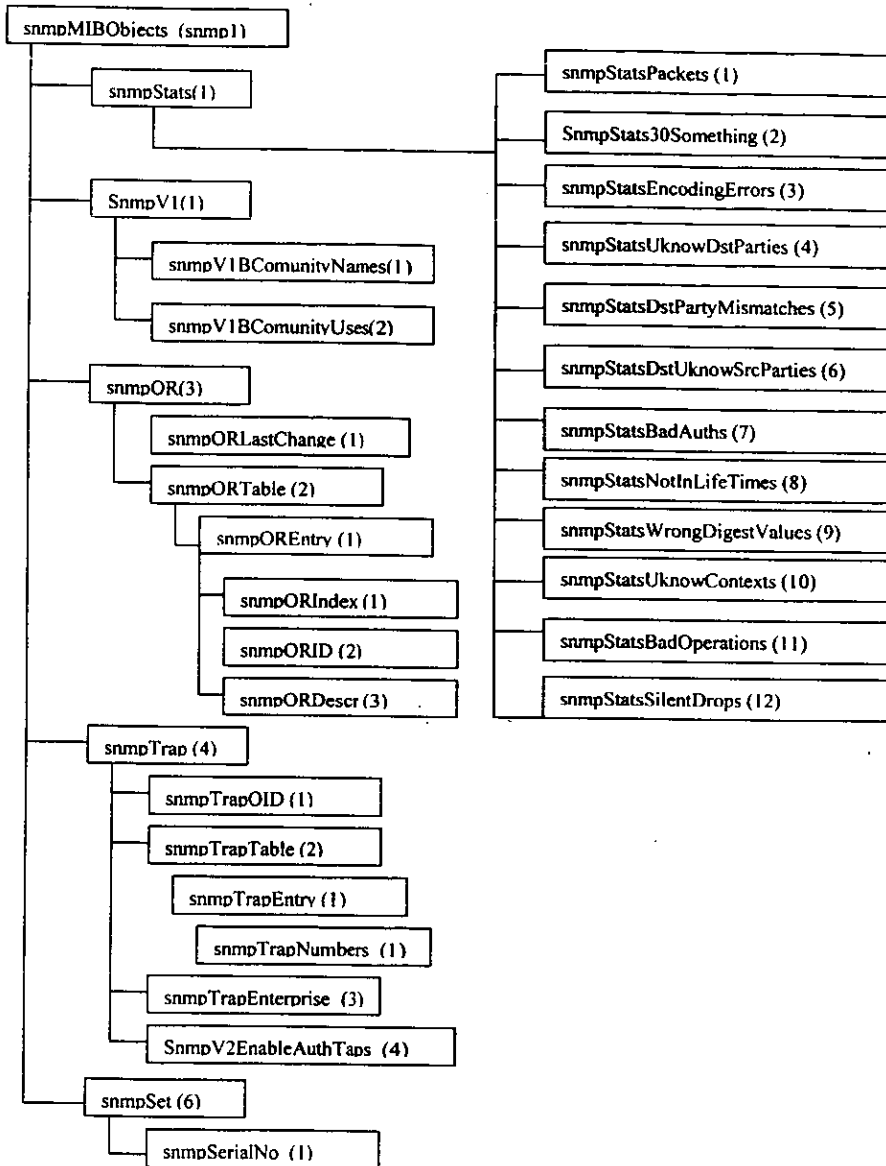 snmpMIBObjects (snmp1)
snmpStats(1)
SnmpV1(1)
snmpV1BComunityNames(1)
snmpV1BComunityUses(2)
snmpOR(3)
snmpORLastChange (1)
snmpORTable (2)
snmpOREntry (1)
snmpORIndex (1)
snmpORID (2)
snmpORDescr (3)
snmpTrap (4)
snmpTrapOID (1)
snmpTrapTable (2)
snmpTrapEntry (1)
snmpTrapNumbers (1)
snmpTrapEnterprise (3)
SnmpV2EnableAuthTaps (4)
snmpSet (6)
snmpSerialNo (1)
snmpStatsPackets (1)
SnmpStats30Something (2)
snmpStatsEncodingErrors (3)
snmpStatsUknowDstParties (4)
snmpStatsDstPartyMismatches (5)
snmpStatsDstUknowSrcParties (6)
snmpStatsBadAuths (7)
snmpStatsNotInLifeTimes (8)
snmpStatsWrongDigestValues (9)
snmpStatsUknowContexts (10)
snmpStatsBadOperations (11)
snmpStatsSilentDrops (12)